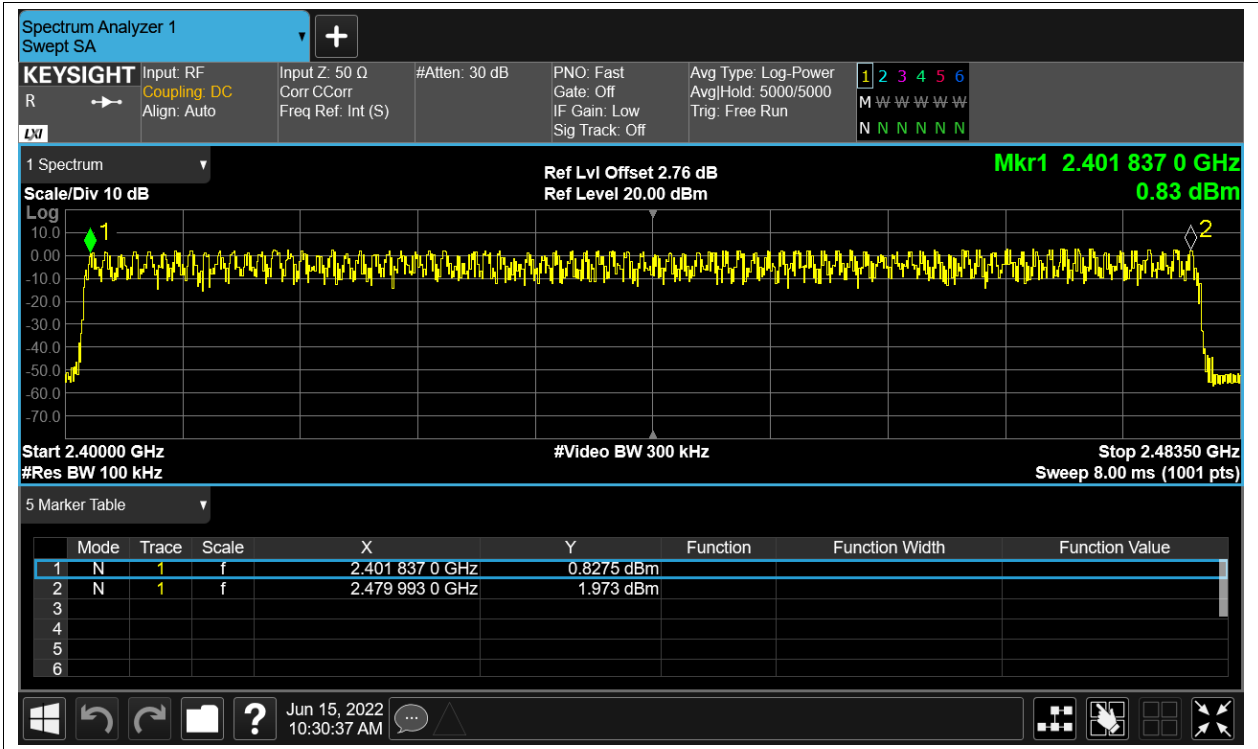 Spectrum Analyzer 1
Swept SA
KEYSIGHT
R
LXI
Input: RF
Coupling: DC
Align: Auto
Input Z: 50 Ω
Corr CCorr
Freq Ref: Int (S)
#Atten: 30 dB
PNO: Fast
Gate: Off
IF Gain: Low
Sig Track: Off
Avg Type: Log-Power
Avg|Hold: 5000/5000
Trig: Free Run
1 2 3 4 5 6
M W W W W W
N N N N N N
1 Spectrum
Scale/Div 10 dB
Ref Lvl Offset 2.76 dB
Ref Level 20.00 dBm
Mkr1 2.401 837 0 GHz
0.83 dBm
Log
10.0
0.00
-10.0
-20.0
-30.0
-40.0
-50.0
-60.0
-70.0
1
2
Start 2.40000 GHz
#Res BW 100 kHz
#Video BW 300 kHz
Stop 2.48350 GHz
Sweep 8.00 ms (1001 pts)
5 Marker Table
Mode Trace Scale X Y Function Function Width Function Value
1 N 1 f 2.401 837 0 GHz 0.8275 dBm
2 N 1 f 2.479 993 0 GHz 1.973 dBm
3
4
5
6
?
Jun 15, 2022
10:30:37 AM